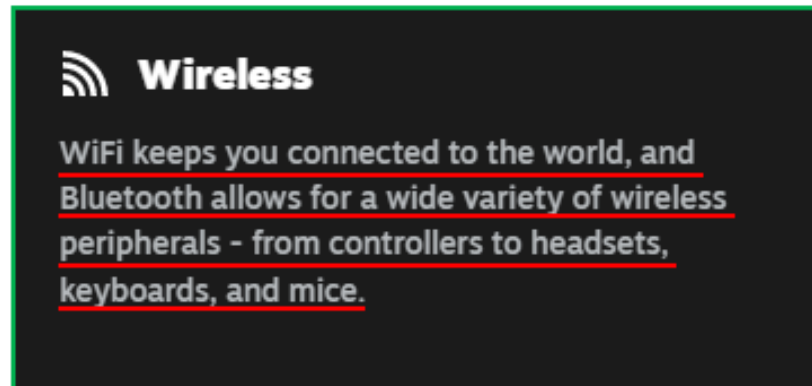 Wireless
WiFi keeps you connected to the world, and
Bluetooth allows for a wide variety of wireless
peripherals - from controllers to headsets,
keyboards, and mice.